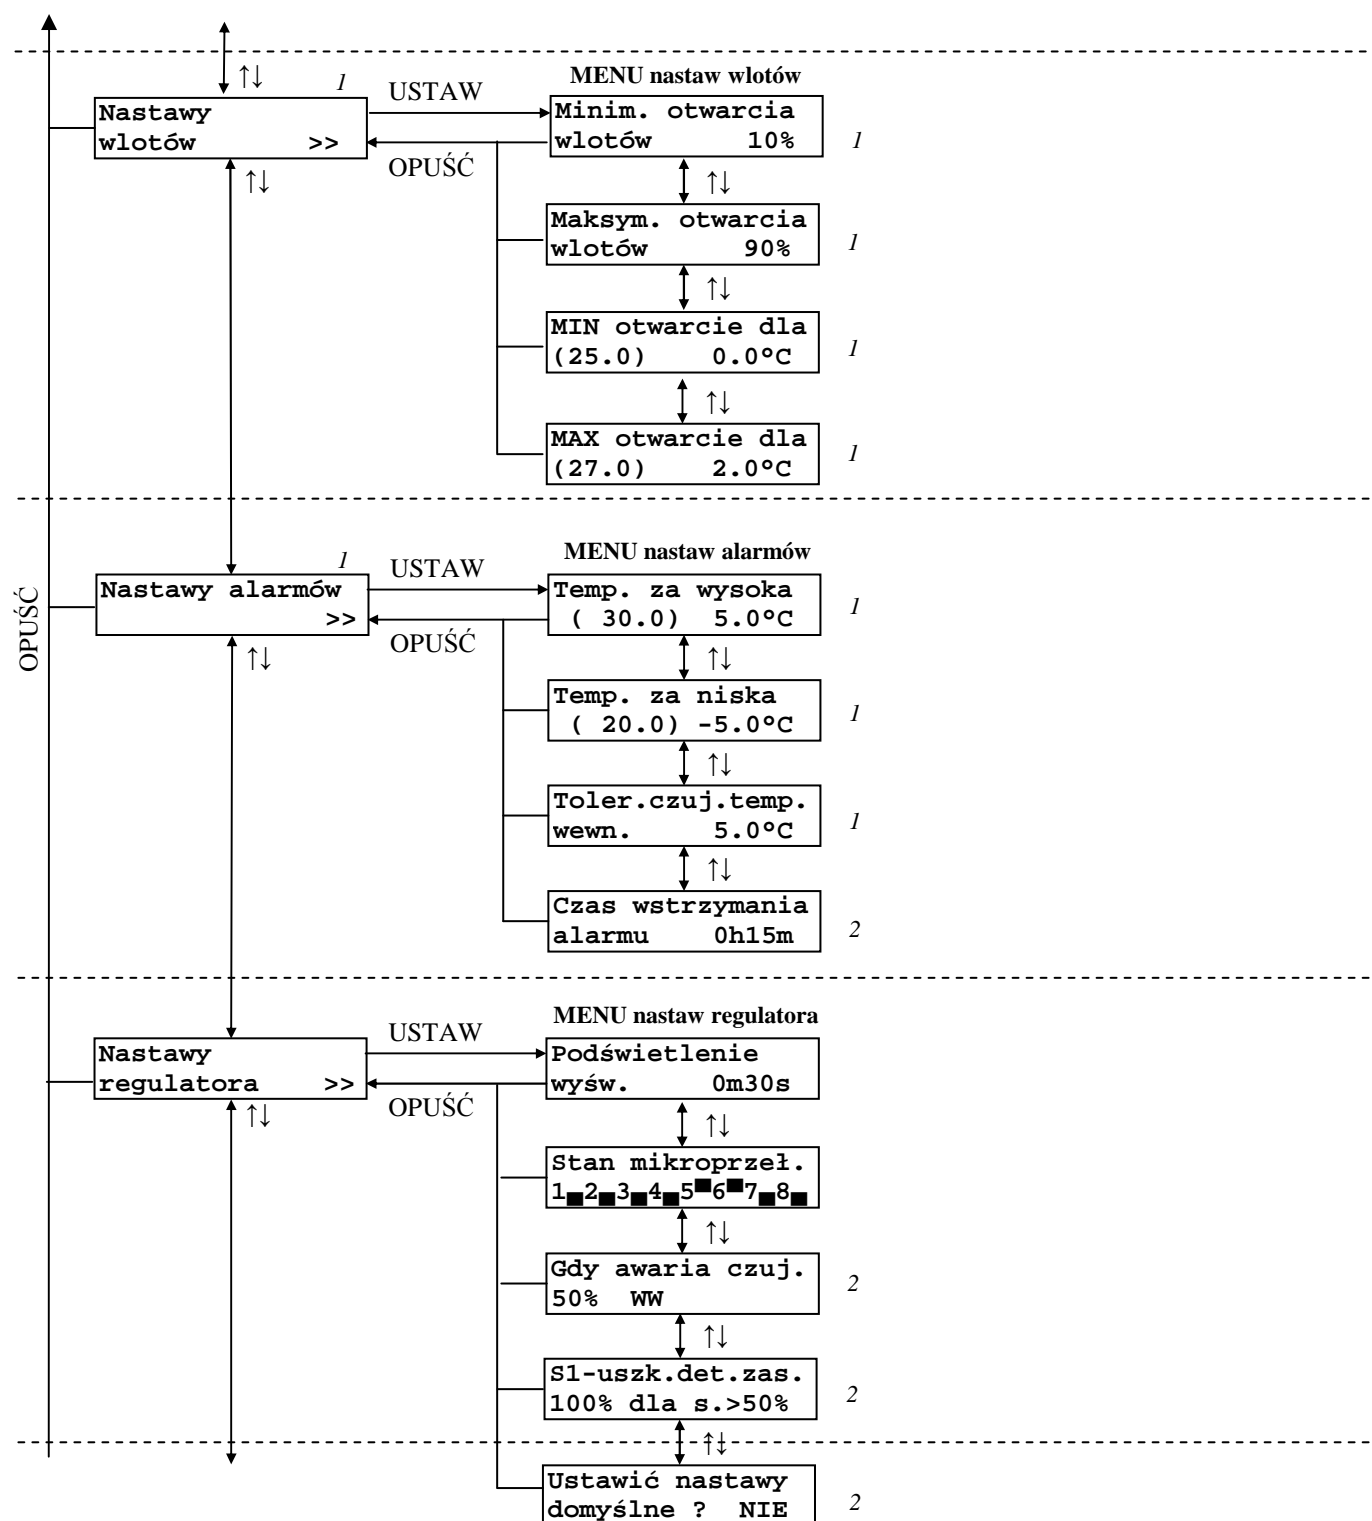 ↑↓ 1
USTAW
MENU nastaw wlotów
Nastawy
wlotów >>
OPUŚĆ
↑↓
Minim. otwarcia
wlotów 10%
1
↑↓
Maksym. otwarcia
wlotów 90%
1
↑↓
MIN otwarcie dla
(25.0) 0.0°C
1
↑↓
MAX otwarcie dla
(27.0) 2.0°C
1
OPUŚĆ
1
USTAW
MENU nastaw alarmów
Nastawy alarmów
>>
OPUŚĆ
↑↓
Temp. za wysoka
( 30.0) 5.0°C
1
↑↓
Temp. za niska
( 20.0) -5.0°C
1
↑↓
Toler.czuj.temp.
wewn. 5.0°C
1
↑↓
Czas wstrzymania
alarmu 0h15m
2
USTAW
MENU nastaw regulatora
Nastawy
regulatora >>
OPUŚĆ
↑↓
Podświetlenie
wyśw. 0m30s
↑↓
Stan mikroprzeł.
1▄2▄3▄4▄5▀6▀7▄8▄
↑↓
Gdy awaria czuj.
50% WW
2
↑↓
S1-uszk.det.zas.
100% dla s.>50%
2
↑↓
Ustawić nastawy
domyślne ? NIE
2